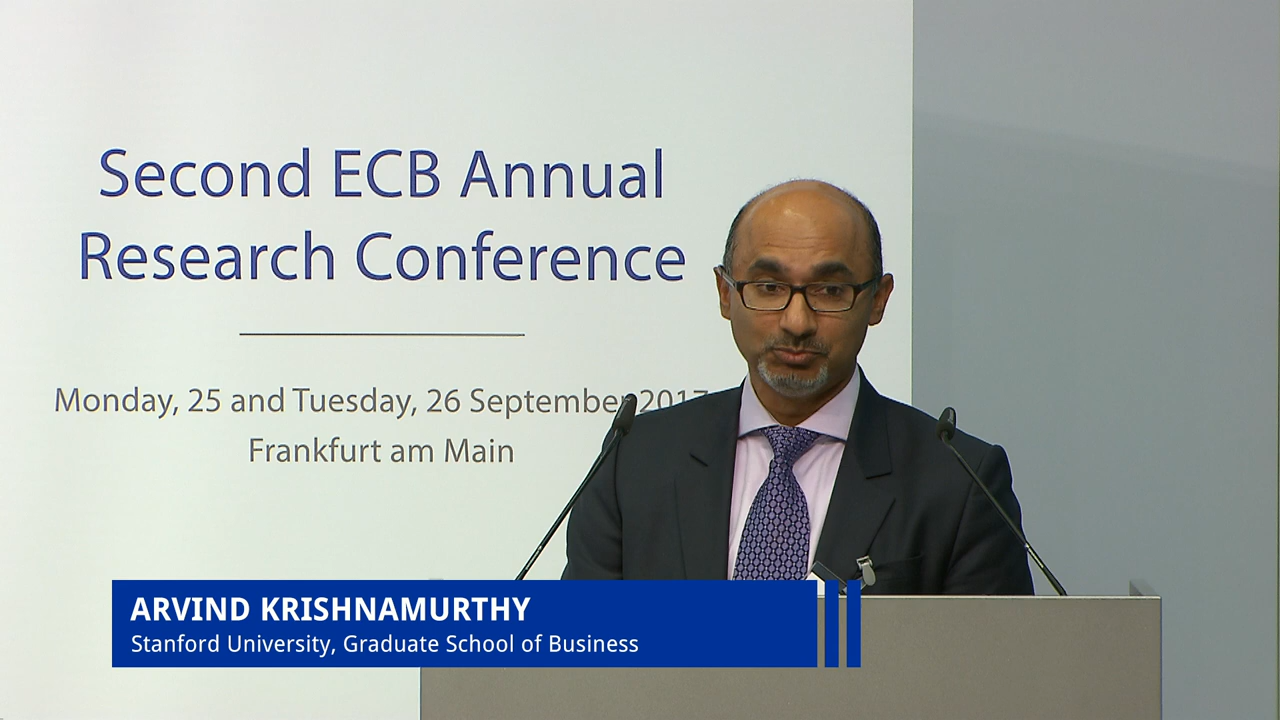 Second ECB Annual
Research Conference
Monday, 25 and Tuesday, 26 September 2017
Frankfurt am Main
ARVIND KRISHNAMURTHY
Stanford University, Graduate School of Business